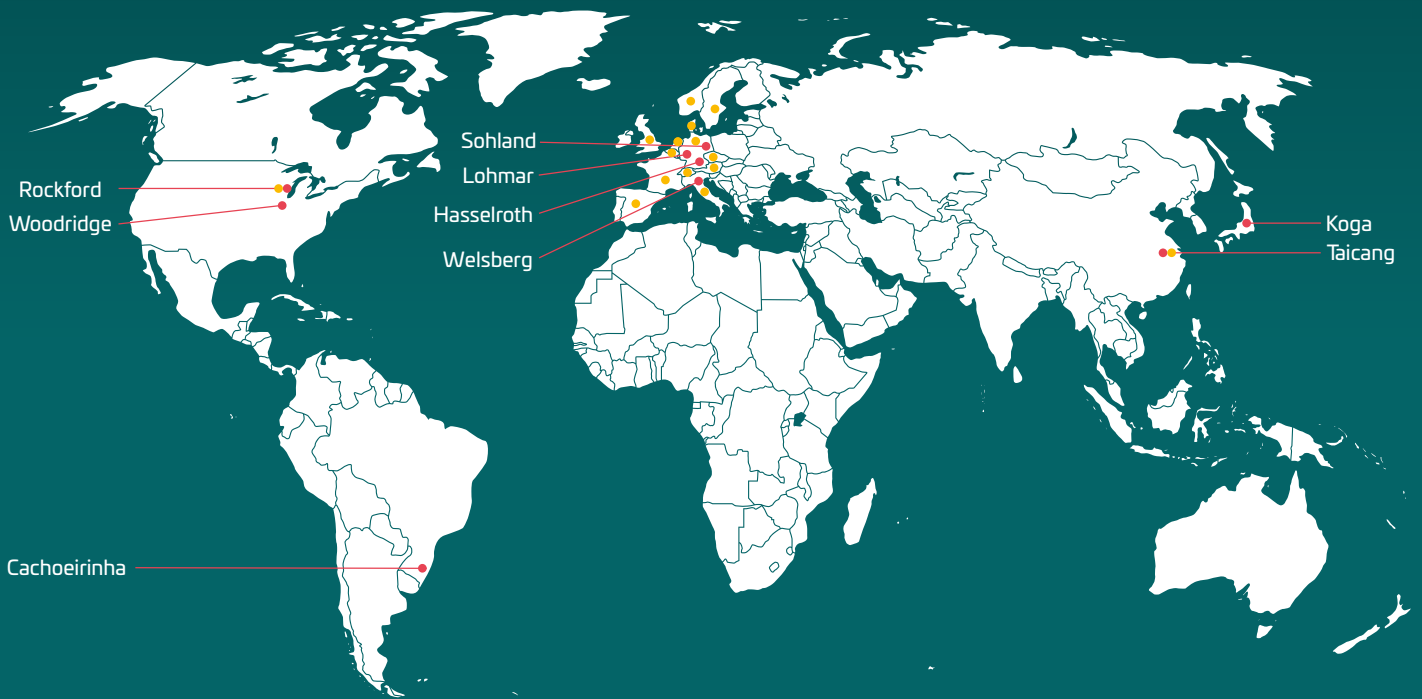 Sohland
Lohmar
Rockford
Hasselroth
Woodridge
Koga
Welsberg
Taicang
Cachoeirinha